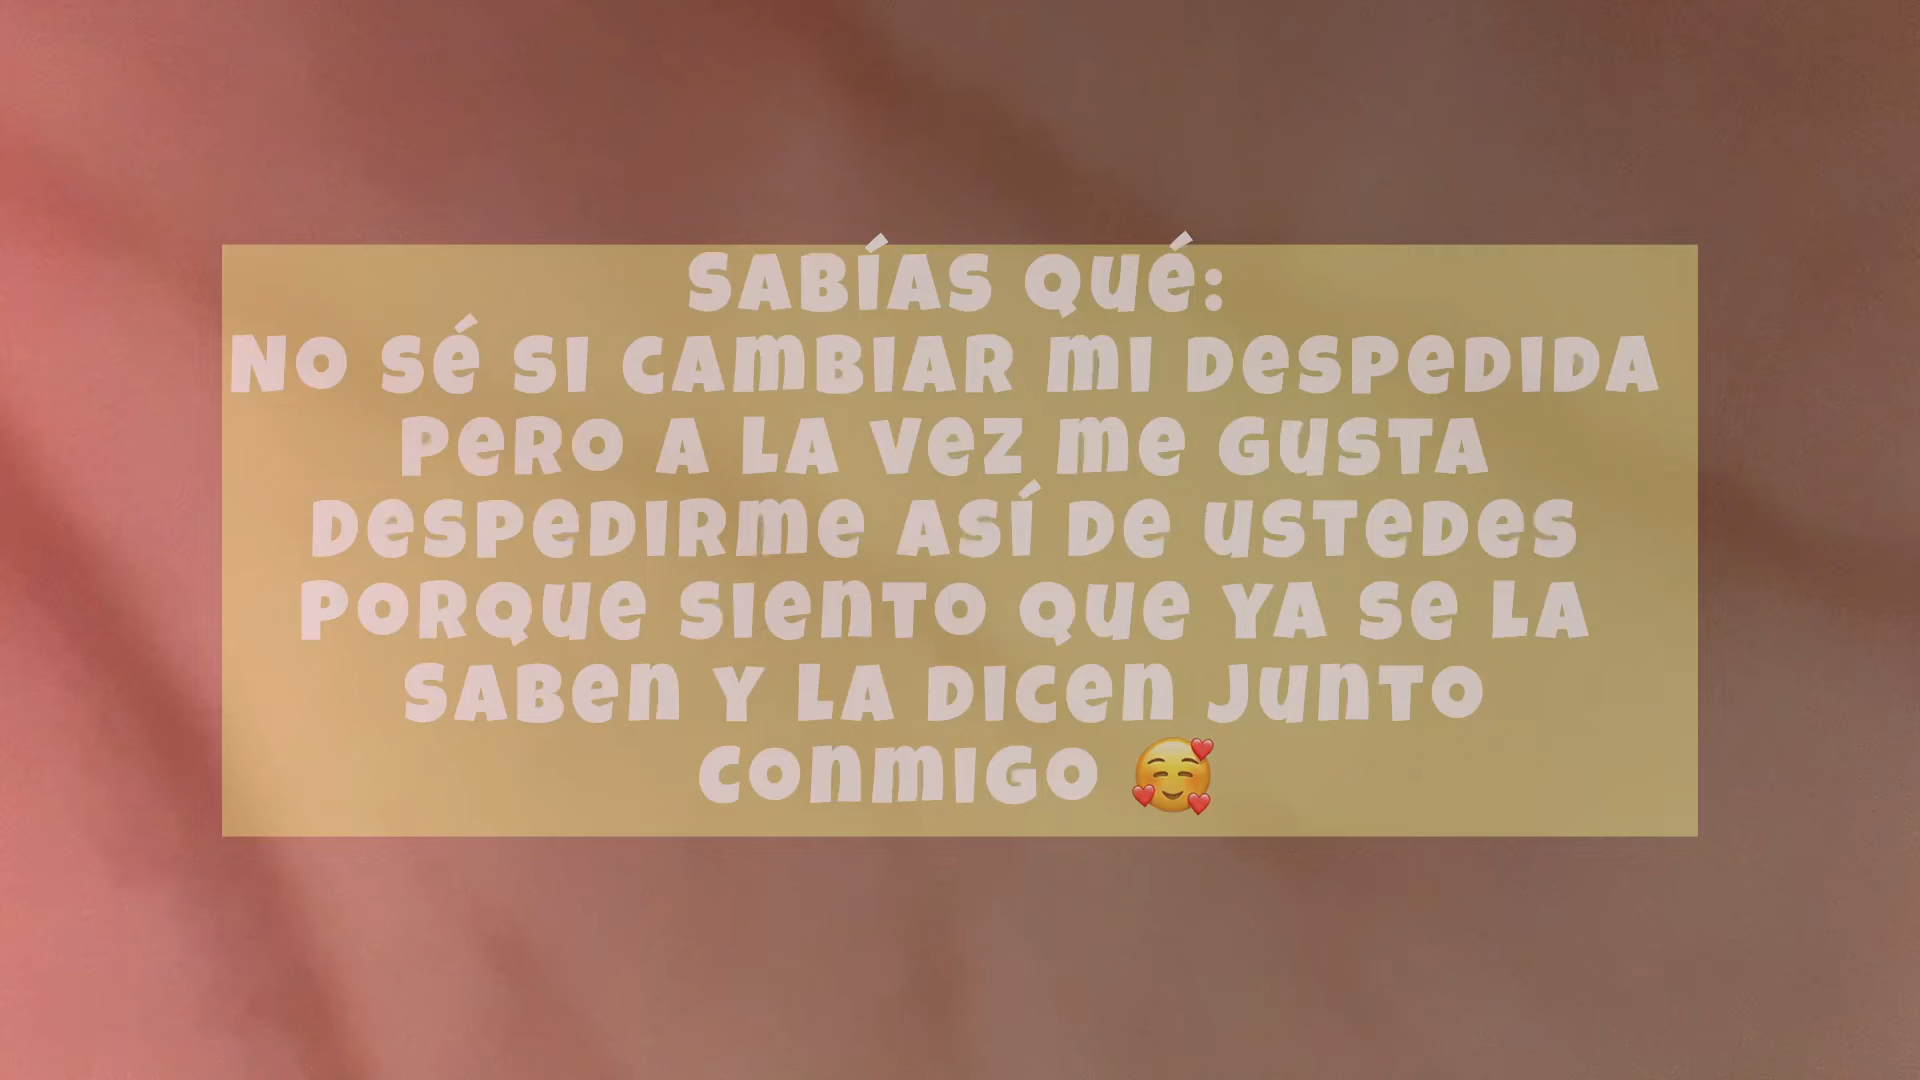 Sabías qué:
No sé si cambiar mi despedida
pero a la vez me gusta
despedirme así de ustedes
porque siento que ya se la
saben y la dicen junto
conmigo 🥰